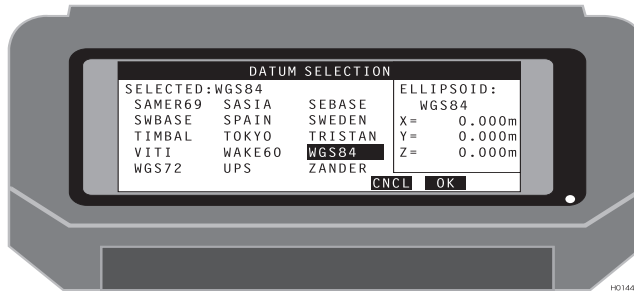 DATUM SELECTION
SELECTED:WGS84
SAMER69 SASIA SEBASE
SWBASE SPAIN SWEDEN
TIMBAL TOKYO TRISTAN
VITI WAKE60 WGS84
WGS72 UPS ZANDER
ELLIPSOID:
WGS84
X= 0.000m
Y= 0.000m
Z= 0.000m
CNCL OK
H0144